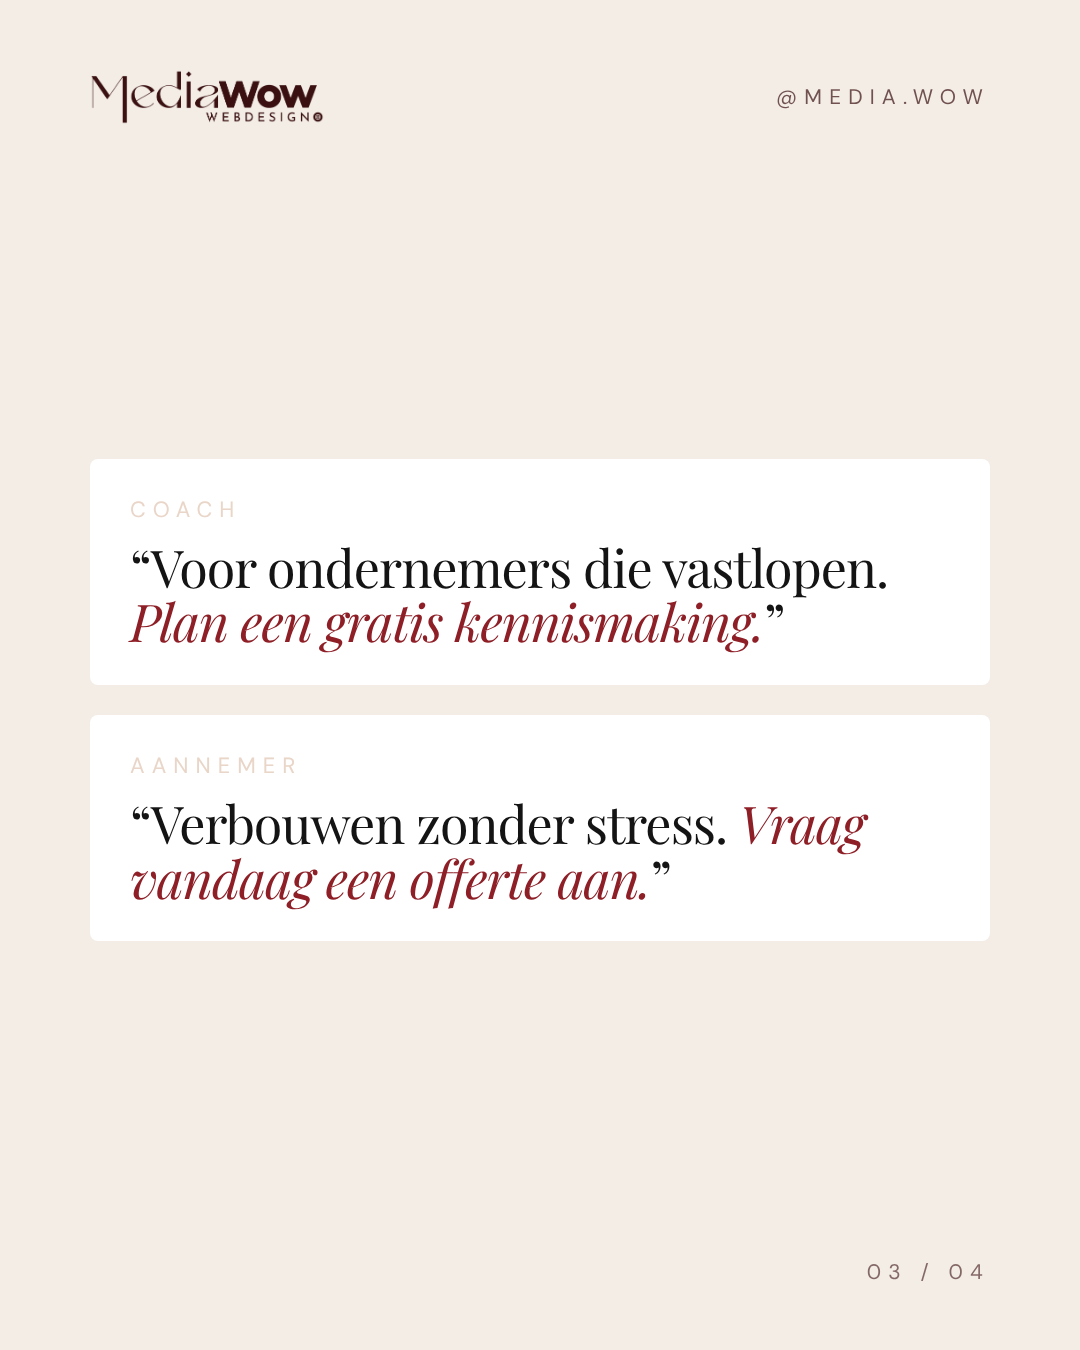 MediaWow
WEBDESIGN
@MEDIA.WOW
COACH
“Voor ondernemers die vastlopen.
Plan een gratis kennismaking.”
AANNEMER
“Verbouwen zonder stress. Vraag
vandaag een offerte aan.”
03 / 04